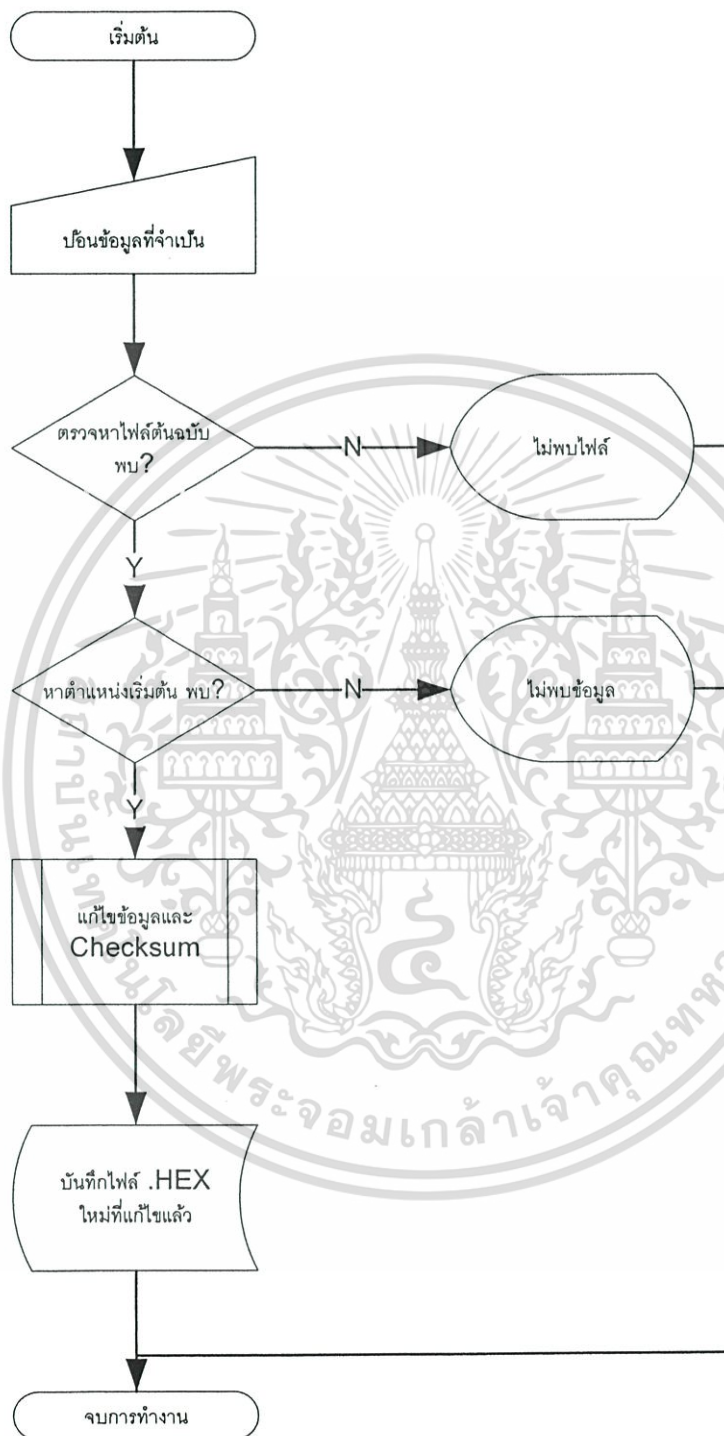 เริ่มต้น
ป้อนข้อมูลที่จำเป็น
ตรวจหาไฟล์ต้นฉบับ
พบ?
N
ไม่พบไฟล์
Y
หาตำแหน่งเริ่มต้น พบ?
N
ไม่พบข้อมูล
Y
แก้ไขข้อมูลและ
Checksum
บันทึกไฟล์ .HEX
ใหม่ที่แก้ไขแล้ว
จบการทำงาน